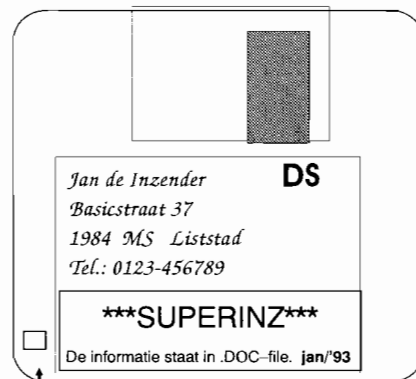 Jan de Inzender DS
Basicstraat 37
1984 MS Liststad
Tel.: 0123-456789
***SUPERINZ***
De informatie staat in .DOC–file. jan/'93